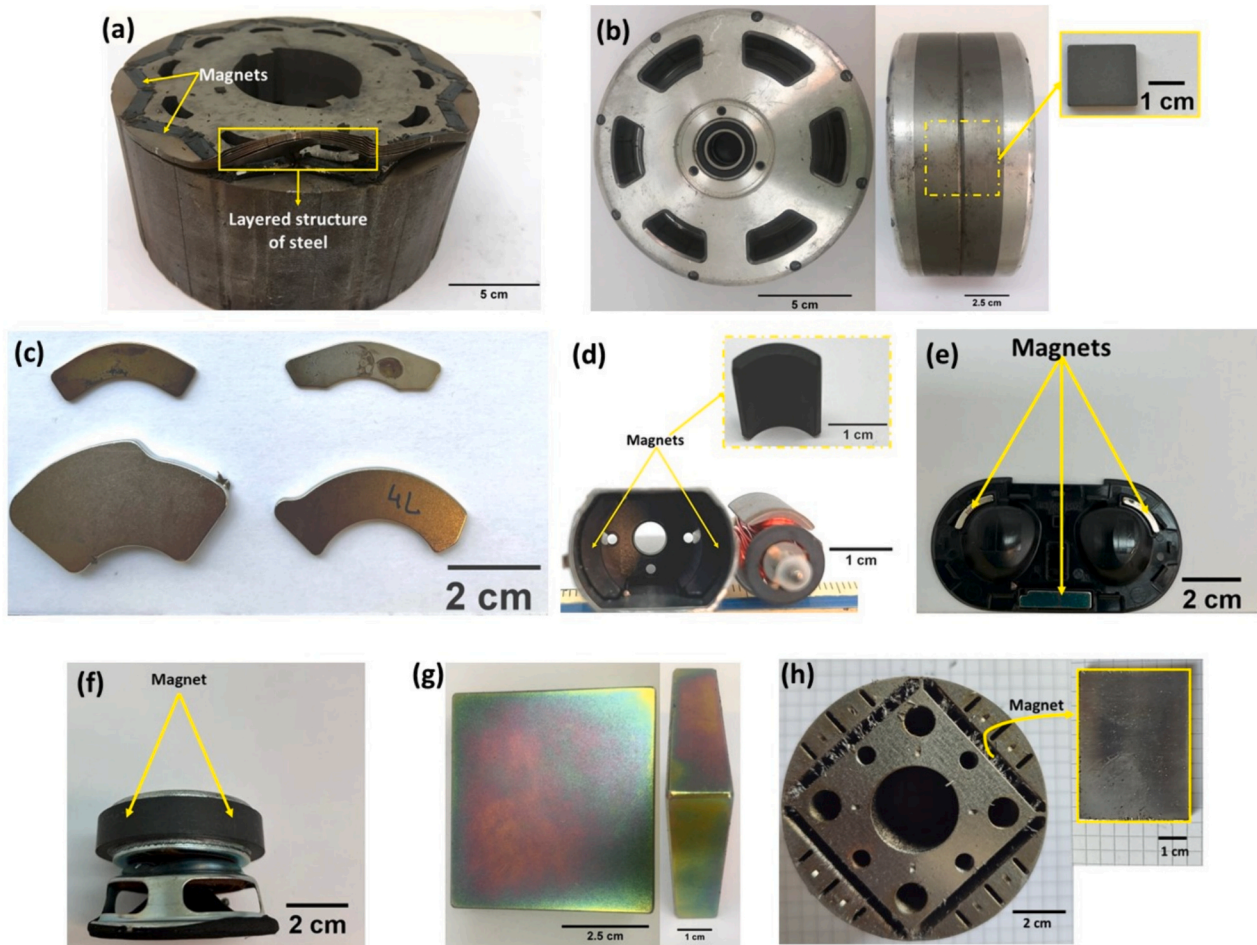 (a)
Magnets
Layered structure
of steel
5 cm
(b)
5 cm
2.5 cm
1 cm
(c)
4L
2 cm
(d)
Magnets
1 cm
1 cm
(e)
Magnets
2 cm
(f)
Magnet
2 cm
(g)
2.5 cm
1 cm
(h)
Magnet
2 cm
1 cm